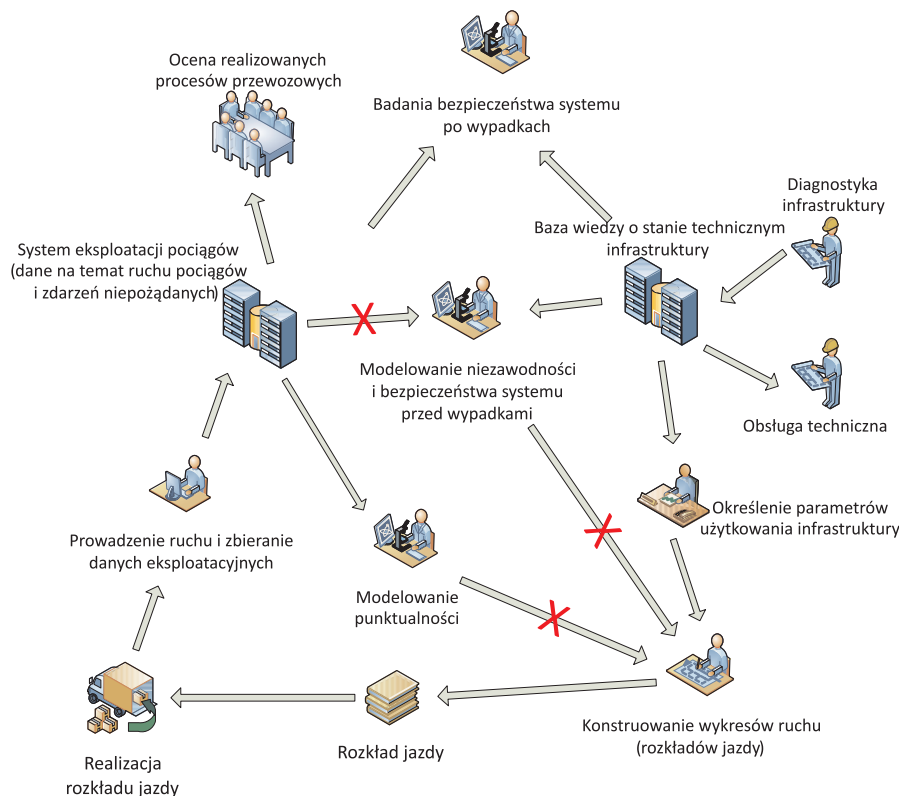 Ocena realizowanych
procesów przewozowych
Badania bezpieczeństwa systemu
po wypadkach
Diagnostyka
infrastruktury
Baza wiedzy o stanie technicznym
infrastruktury
System eksploatacji pociągów
(dane na temat ruchu pociągów
i zdarzeń niepożądanych)
Modelowanie niezawodności
i bezpieczeństwa systemu
przed wypadkami
Obsługa techniczna
Określenie parametrów
użytkowania infrastruktury
Prowadzenie ruchu i zbieranie
danych eksploatacyjnych
Modelowanie
punktualności
Konstruowanie wykresów ruchu
(rozkładów jazdy)
Rozkład jazdy
Realizacja
rozkładu jazdy